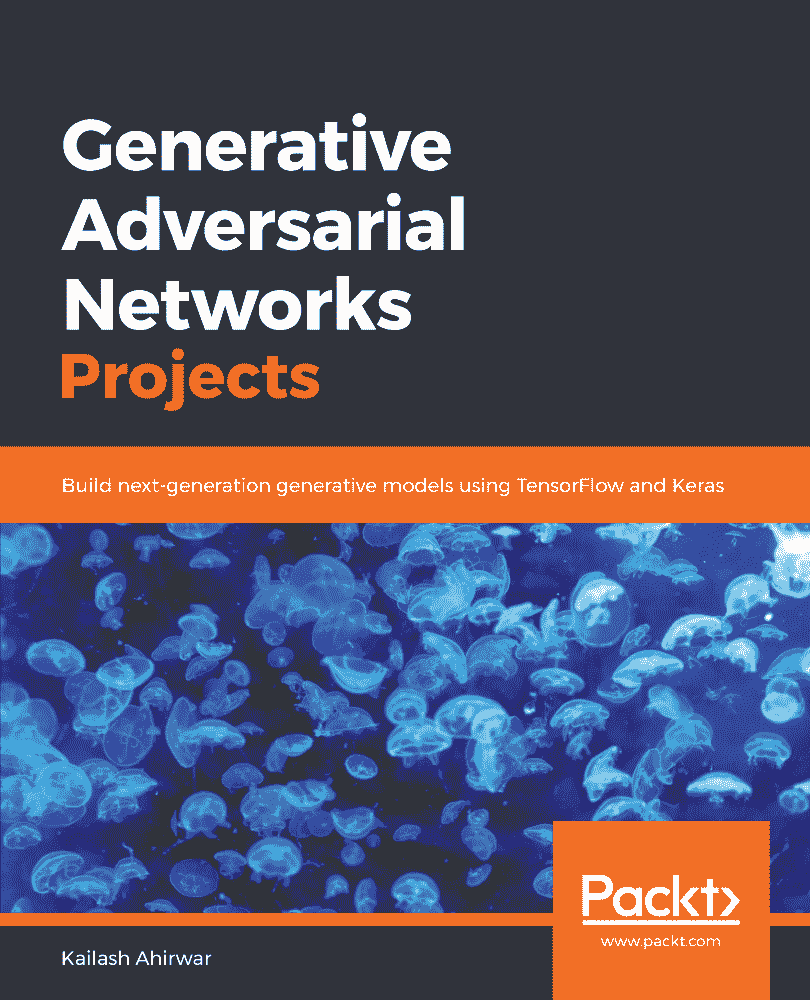 Generative
Adversarial
Networks
Projects
Build next-generation generative models using TensorFlow and Keras
Kailash Ahirwar
Packt>
www.packt.com